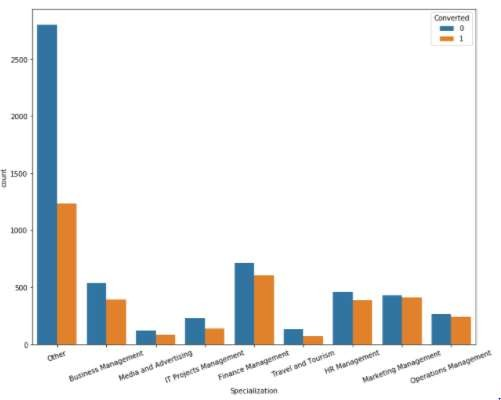 Converted
0
1
2500
2000
1500
1000
500
0
count
Other
Business Management
Media and Advertising
IT Projects Management
Finance Management
Travel and Tourism
HR Management
Marketing Management
Operations Management
Specialization